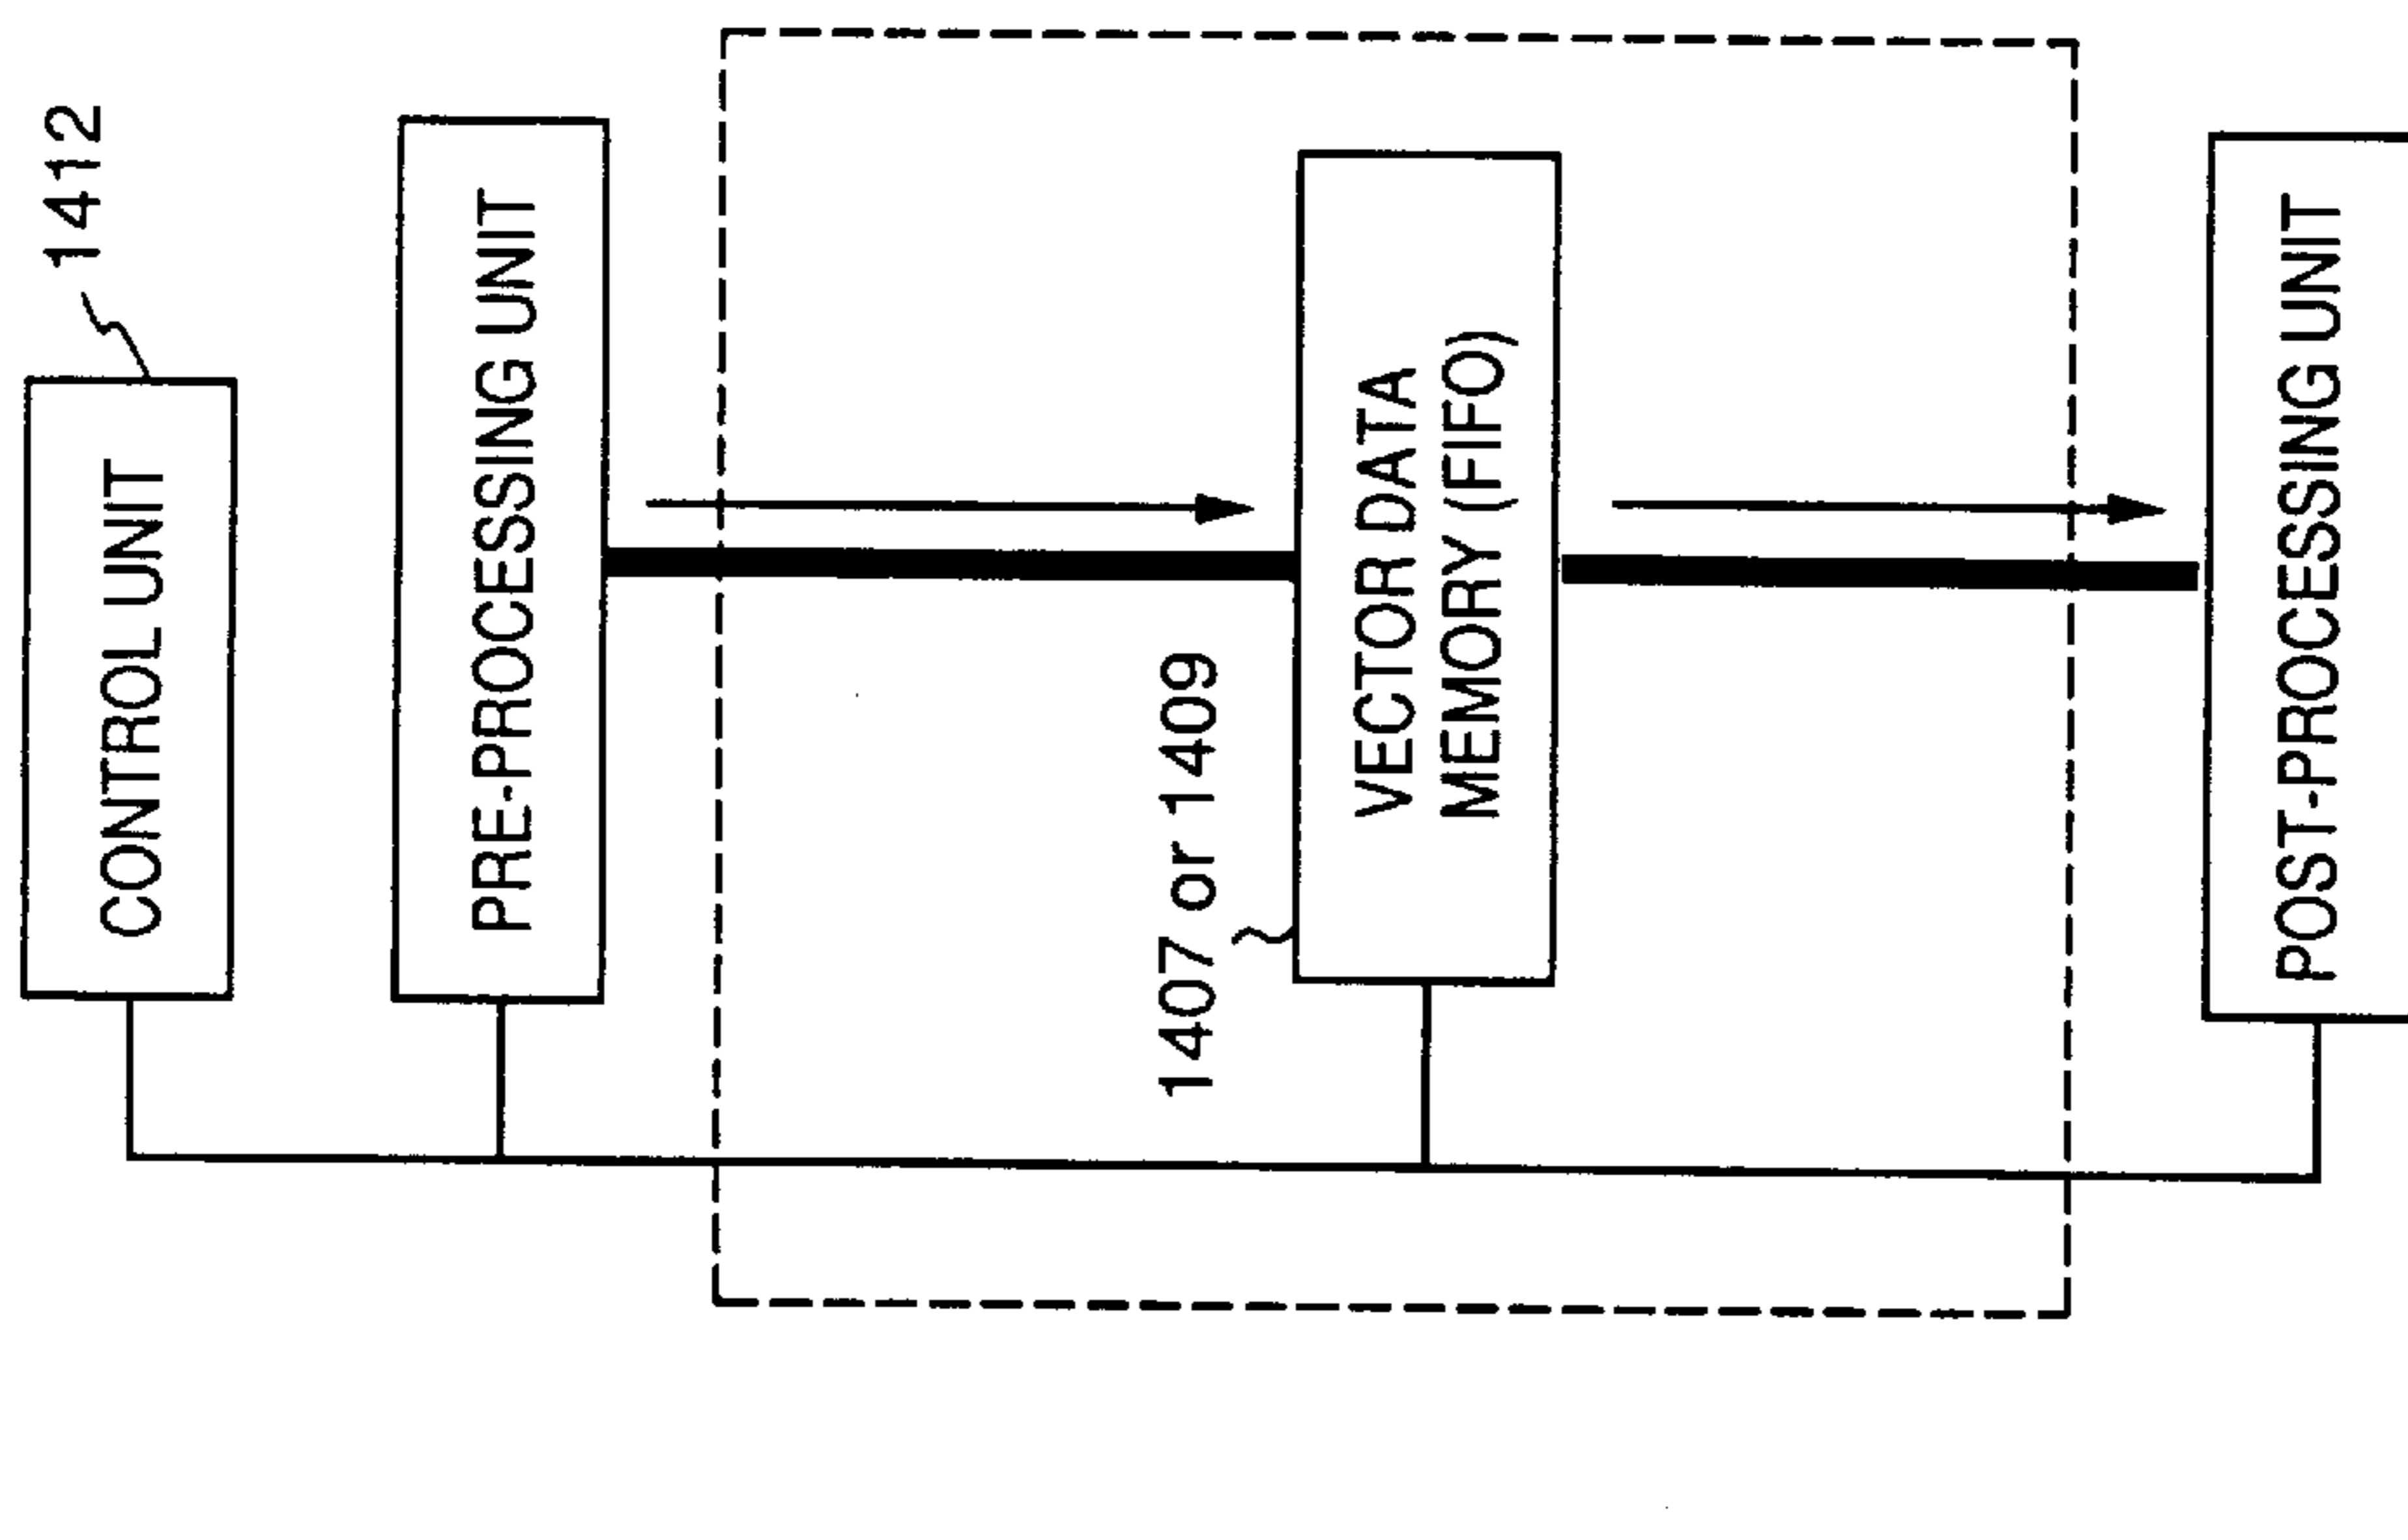 1412
CONTROL UNIT
PRE-PROCESSING UNIT
1407 or 1409
VECTOR DATA
MEMORY (FIFO)
POST-PROCESSING UNIT